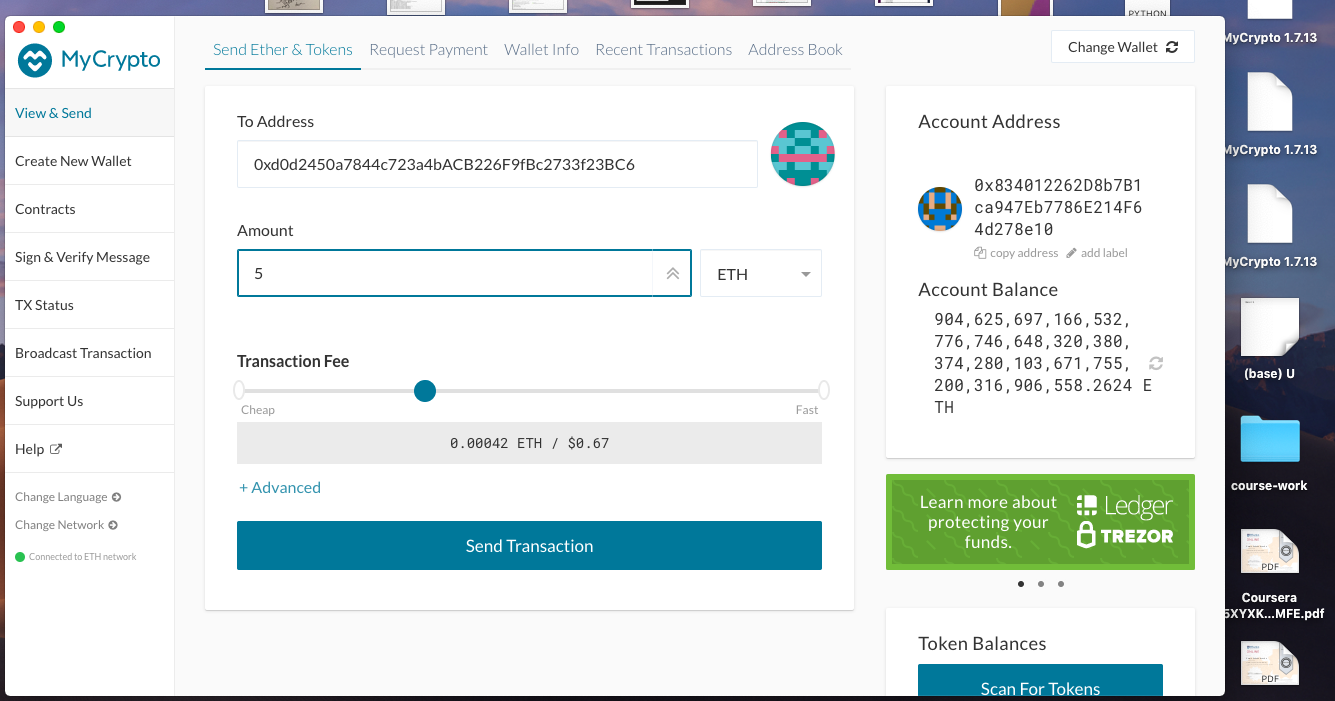 PYTHON
MyCrypto
Send Ether & Tokens
Request Payment
Wallet Info
Recent Transactions
Address Book
Change Wallet
View & Send
Create New Wallet
Contracts
Sign & Verify Message
TX Status
Broadcast Transaction
Support Us
Help
Change Language
Change Network
Connected to ETH network
To Address
0xd0d2450a7844c723a4bACB226F9fBc2733f23BC6
Amount
5
ETH
Transaction Fee
Cheap
Fast
0.00042 ETH / $0.67
+ Advanced
Send Transaction
Account Address
0x834012262D8b7B1
ca947Eb7786E214F6
4d278e10
copy address
add label
Account Balance
904,625,697,166,532,
776,746,648,320,380,
374,280,103,671,755,
200,316,906,558.2624 E
TH
Learn more about
protecting your
funds.
Ledger
TREZOR
Token Balances
Scan For Tokens
MyCrypto 1.7.13
MyCrypto 1.7.13
MyCrypto 1.7.13
(base) U
course-work
PDF
Coursera
5XYXK...MFE.pdf
PDF